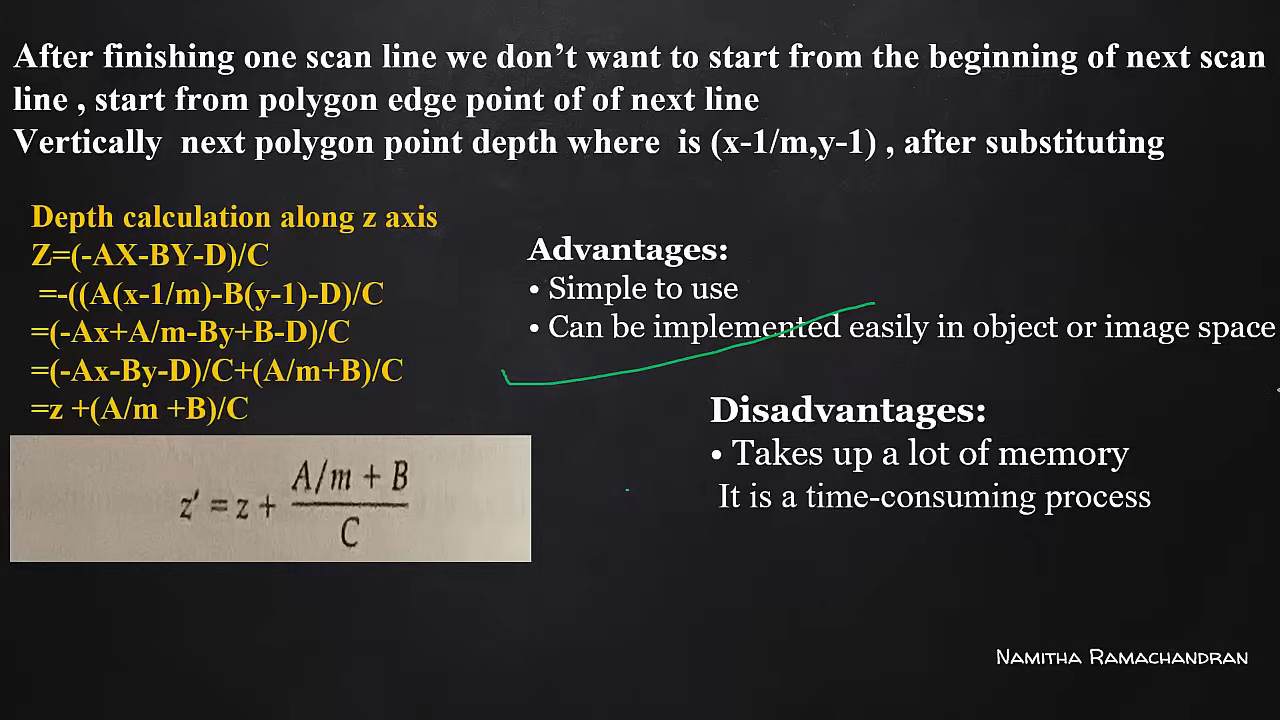 After finishing one scan line we don’t want to start from the beginning of next scan
line , start from polygon edge point of of next line
Vertically next polygon point depth where is (x-1/m,y-1) , after substituting
Depth calculation along z axis
Z=(-AX-BY-D)/C
=-((A(x-1/m)-B(y-1)-D)/C
=(-Ax+A/m-By+B-D)/C
=(-Ax-By-D)/C+(A/m+B)/C
=z +(A/m +B)/C
z' = z + (A/m + B)/C
Advantages:
• Simple to use
• Can be implemented easily in object or image space
Disadvantages:
• Takes up a lot of memory
It is a time-consuming process
Namitha Ramachandran